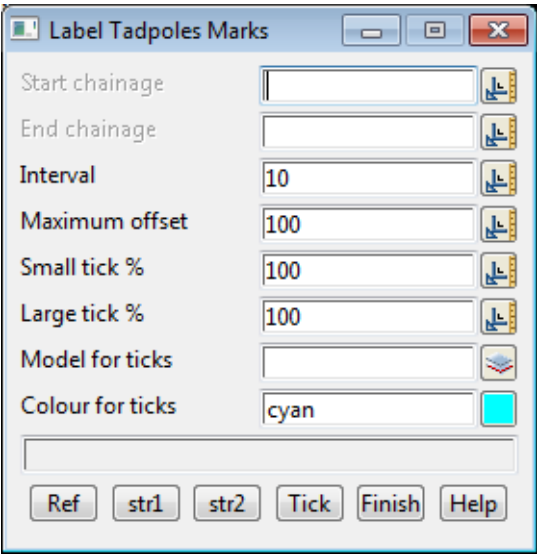 Label Tadpoles Marks
Start chainage
End chainage
Interval 10
Maximum offset 100
Small tick % 100
Large tick % 100
Model for ticks
Colour for ticks cyan
Ref str1 str2 Tick Finish Help